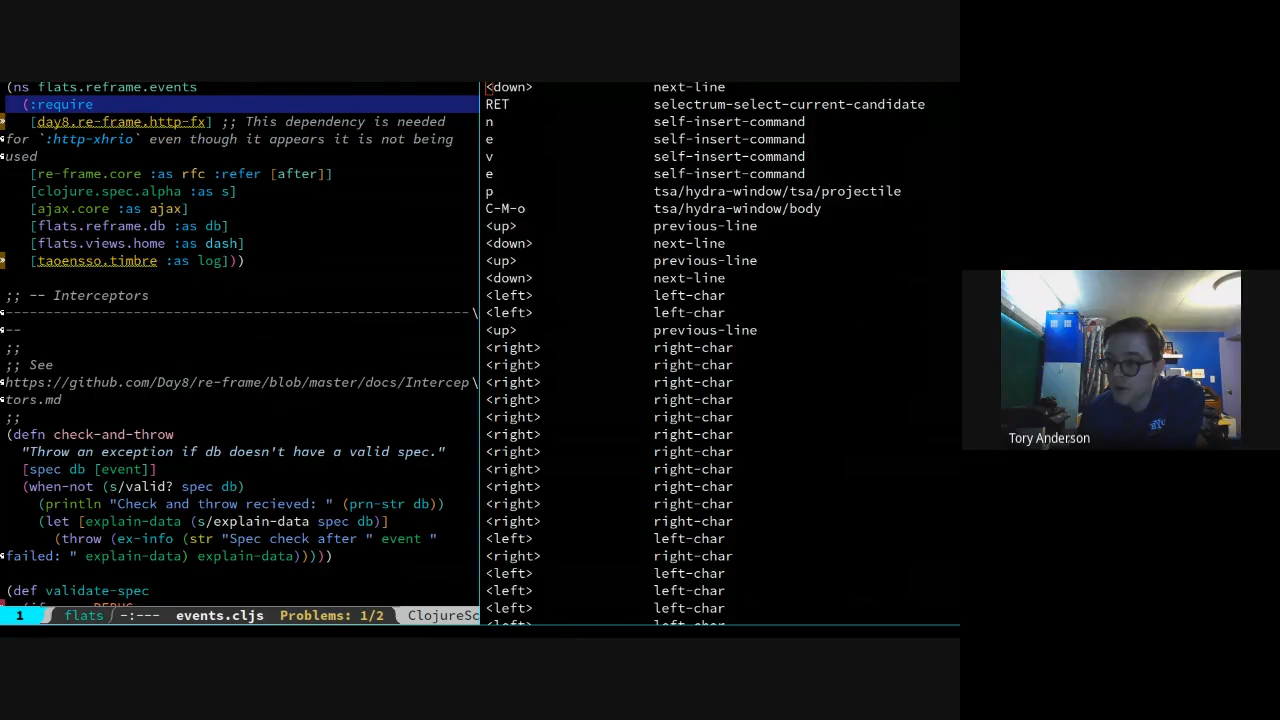 (ns flats.reframe.events
(:require
[day8.re-frame.http-fx] ;; This dependency is needed
for `:http-xhrio` even though it appears it is not being
used
[re-frame.core :as rfc :refer [after]]
[clojure.spec.alpha :as s]
[ajax.core :as ajax]
[flats.reframe.db :as db]
[flats.views.home :as dash]
[taoensso.timbre :as log]))
;; -- Interceptors
----------------------------------------------------------\
--
;;
;; See
https://github.com/Day8/re-frame/blob/master/docs/Intercep\
tors.md
;;
(defn check-and-throw
"Throw an exception if db doesn't have a valid spec."
[spec db [event]]
(when-not (s/valid? spec db)
(println "Check and throw recieved: " (prn-str db))
(let [explain-data (s/explain-data spec db)]
(throw (ex-info (str "Spec check after " event "
failed: " explain-data) explain-data)))))
(def validate-spec
1 flats -:--- events.cljs Problems: 1/2 ClojureSc
<down> next-line
RET selectrum-select-current-candidate
n self-insert-command
e self-insert-command
v self-insert-command
e self-insert-command
p tsa/hydra-window/tsa/projectile
C-M-o tsa/hydra-window/body
<up> previous-line
<down> next-line
<up> previous-line
<down> next-line
<left> left-char
<left> left-char
<up> previous-line
<right> right-char
<right> right-char
<right> right-char
<right> right-char
<right> right-char
<right> right-char
<right> right-char
<right> right-char
<right> right-char
<right> right-char
<right> right-char
<left> left-char
<right> right-char
<left> left-char
<left> left-char
<left> left-char
<left> left-char
BYU
Tory Anderson